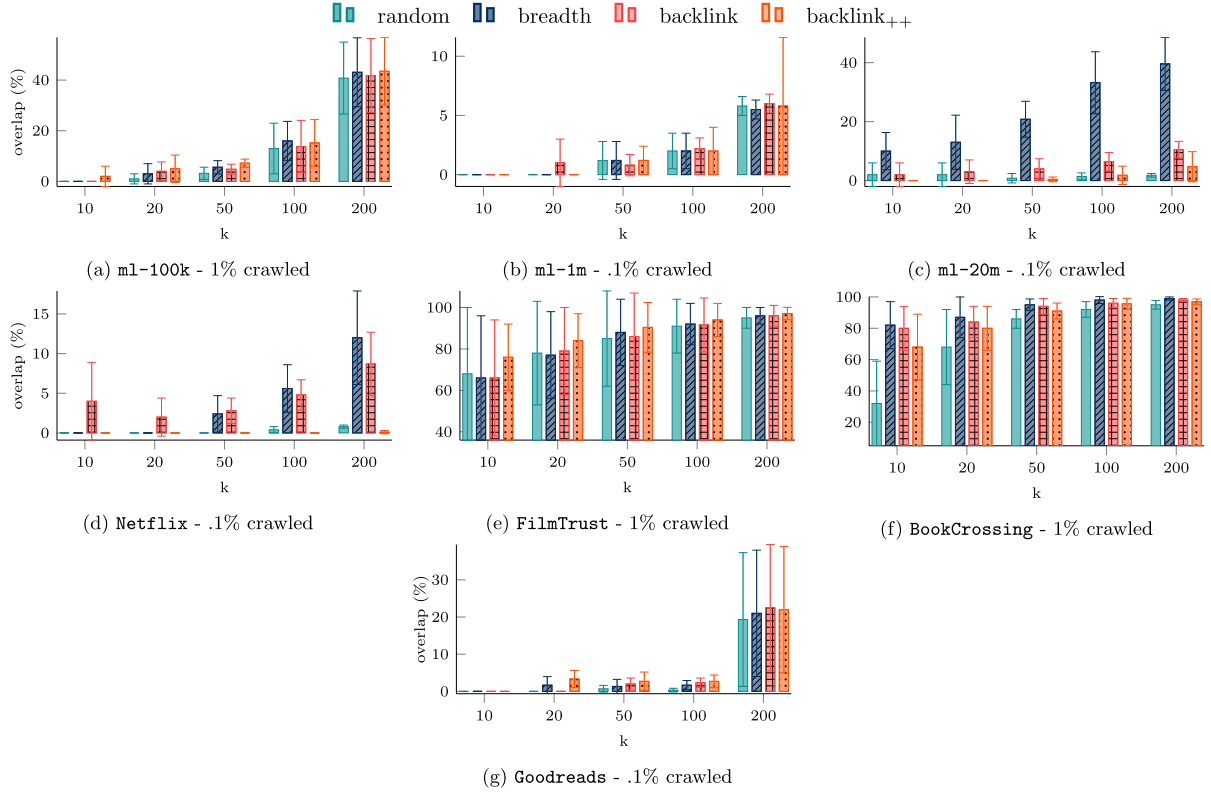 random breadth backlink backlink++
overlap (%)
40
20
0
10 20 50 100 200
k
(a) ml-100k - 1% crawled
10
5
0
10 20 50 100 200
k
(b) ml-1m - .1% crawled
40
20
0
10 20 50 100 200
k
(c) ml-20m - .1% crawled
overlap (%)
15
10
5
0
10 20 50 100 200
k
(d) Netflix - .1% crawled
100
80
60
40
10 20 50 100 200
k
(e) FilmTrust - 1% crawled
100
80
60
40
20
10 20 50 100 200
k
(f) BookCrossing - 1% crawled
overlap (%)
30
20
10
0
10 20 50 100 200
k
(g) Goodreads - .1% crawled